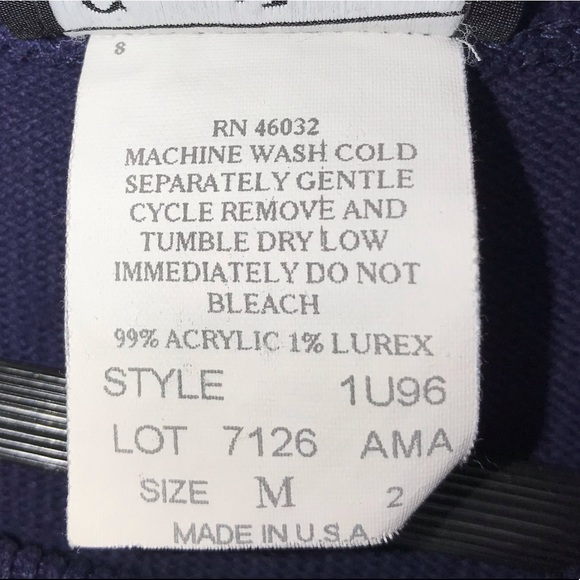 8
RN 46032
MACHINE WASH COLD
SEPARATELY GENTLE
CYCLE REMOVE AND
TUMBLE DRY LOW
IMMEDIATELY DO NOT
BLEACH
99% ACRYLIC 1% LUREX
STYLE 1U96
LOT 7126 AMA
SIZE M 2
MADE IN U.S.A.